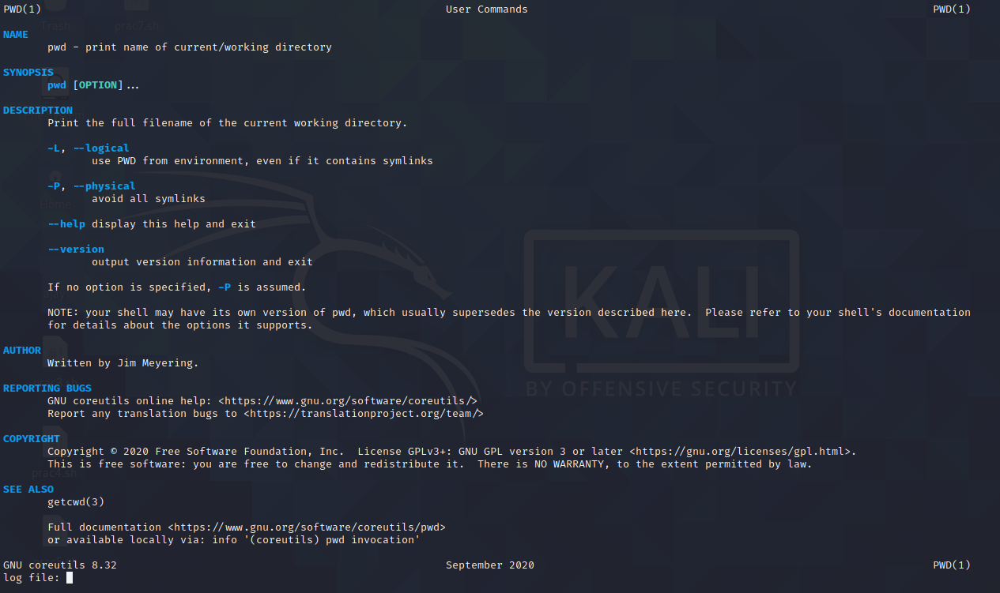 PWD(1) User Commands PWD(1)
Trash prac7.sh
NAME
pwd - print name of current/working directory
SYNOPSIS
pwd [OPTION]...
DESCRIPTION
Print the full filename of the current working directory.
-L, --logical
use PWD from environment, even if it contains symlinks
-P, --physical
avoid all symlinks
Home
--help display this help and exit
--version
output version information and exit
If no option is specified, -P is assumed.
KALI
NOTE: your shell may have its own version of pwd, which usually supersedes the version described here.  Please refer to your shell's documentation
for details about the options it supports.
AUTHOR
Written by Jim Meyering.
REPORTING BUGS
BY OFFENSIVE SECURITY
GNU coreutils online help: <https://www.gnu.org/software/coreutils/>
Report any translation bugs to <https://translationproject.org/team/>
COPYRIGHT
Copyright © 2020 Free Software Foundation, Inc.  License GPLv3+: GNU GPL version 3 or later <https://gnu.org/licenses/gpl.html>.
This is free software: you are free to change and redistribute it.  There is NO WARRANTY, to the extent permitted by law.
prac4.sh
SEE ALSO
getcwd(3)
Full documentation <https://www.gnu.org/software/coreutils/pwd>
or available locally via: info '(coreutils) pwd invocation'
GNU coreutils 8.32 September 2020 PWD(1)
log file: